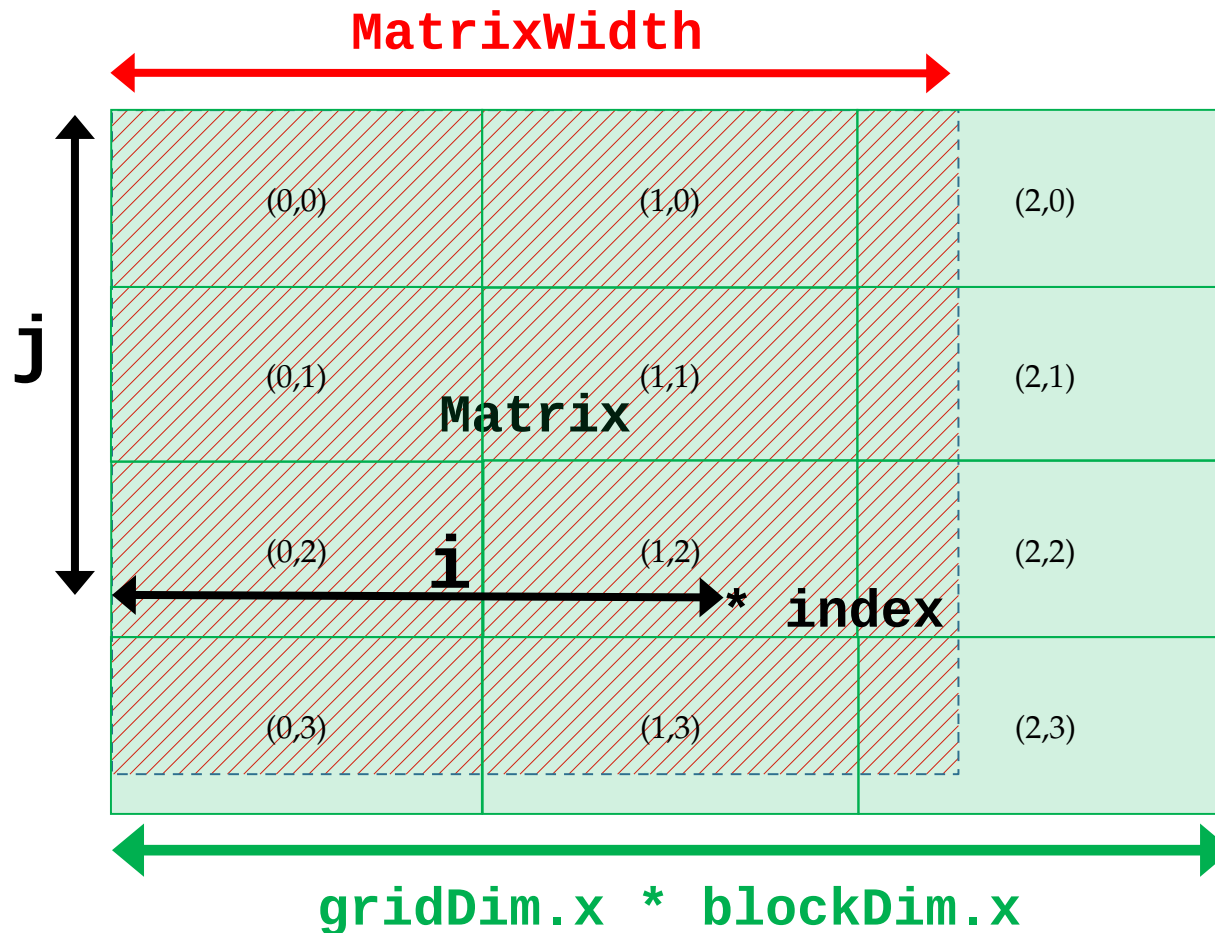 MatrixWidth
(0,0) (1,0) (2,0)
j
(0,1) (1,1) (2,1)
Matrix
(0,2) i (1,2) (2,2)
* index
(0,3) (1,3) (2,3)
gridDim.x * blockDim.x